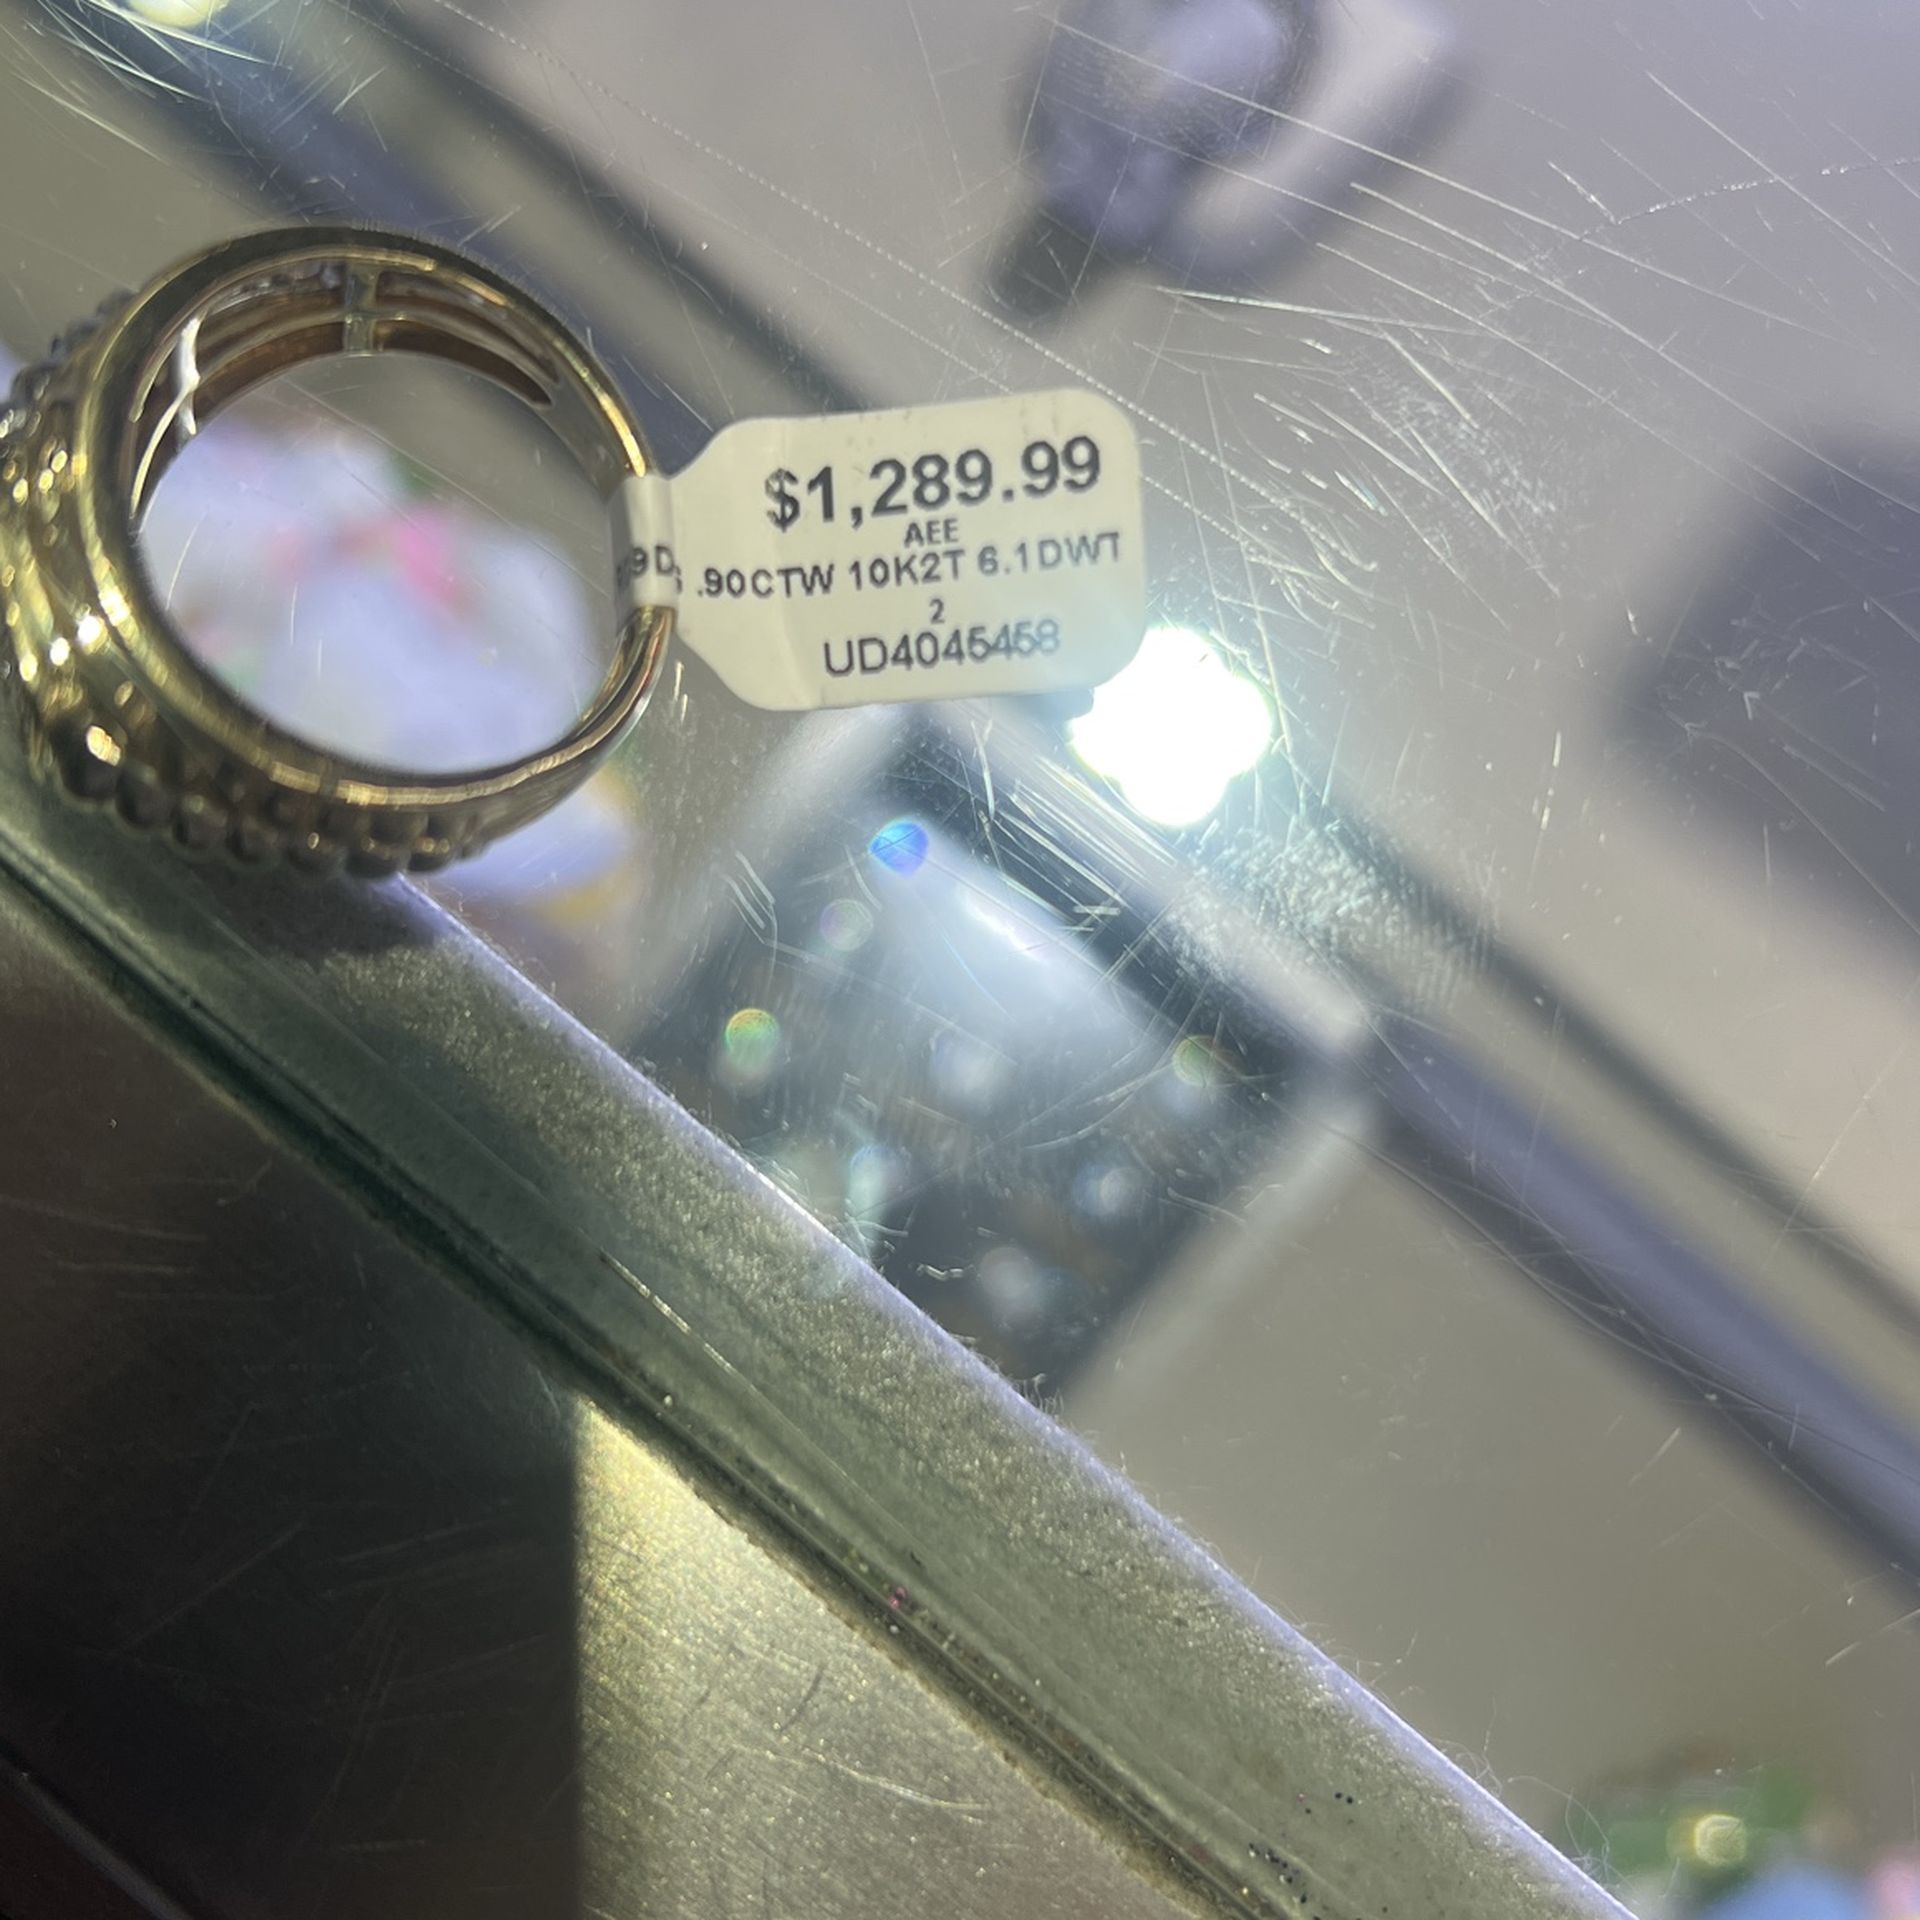 $1,289.99
AEE
.90CTW 10K2T 6.1DWT
2
UD4045458